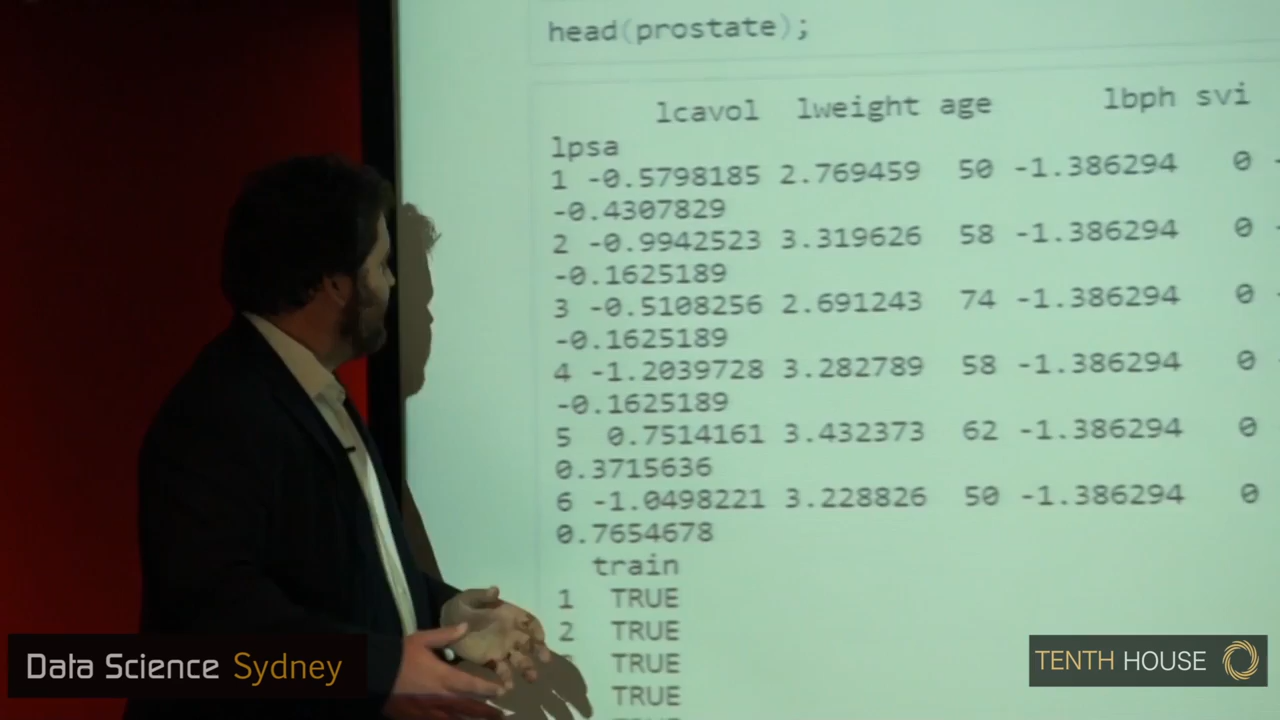 head(prostate);
lcavol lweight age lbph svi
lpsa
1 -0.5798185 2.769459 50 -1.386294 0 -
-0.4307829
2 -0.9942523 3.319626 58 -1.386294 0 -
-0.1625189
3 -0.5108256 2.691243 74 -1.386294 0 -
-0.1625189
4 -1.2039728 3.282789 58 -1.386294 0 -
-0.1625189
5 0.7514161 3.432373 62 -1.386294 0 -
0.3715636
6 -1.0498221 3.228826 50 -1.386294 0
0.7654678
train
1 TRUE
2 TRUE
TRUE
TRUE
Data Science Sydney
TENTH HOUSE